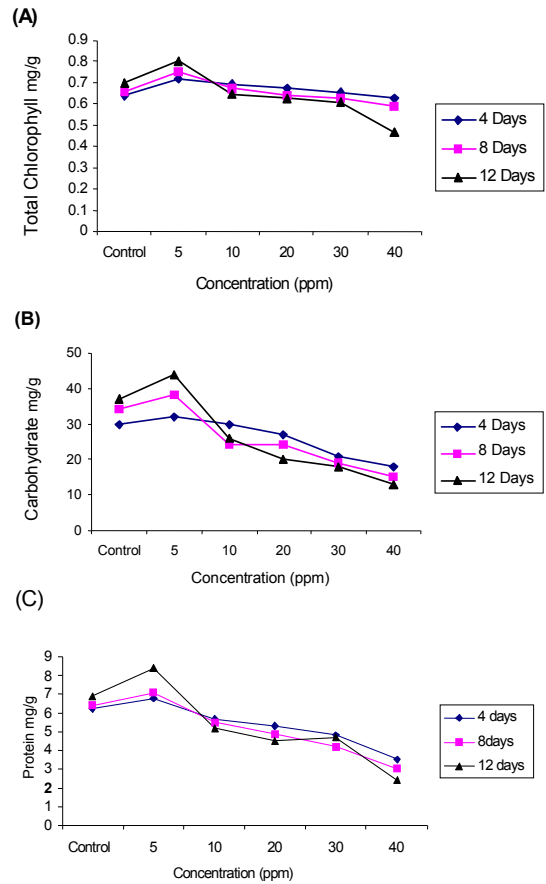 (A)
Total Chlorophyll mg/g
0.9
0.8
0.7
0.6
0.5
0.4
0.3
0.2
0.1
0
Control 5 10 20 30 40
Concentration (ppm)
4 Days
8 Days
12 Days
(B)
Carbohydrate mg/g
50
40
30
20
10
0
Control 5 10 20 30 40
Concentration (ppm)
4 Days
8 Days
12 Days
(C)
Protein mg/g
9
8
7
6
5
4
3
2
1
0
Control 5 10 20 30 40
Concentration (ppm)
4 days
8days
12 days